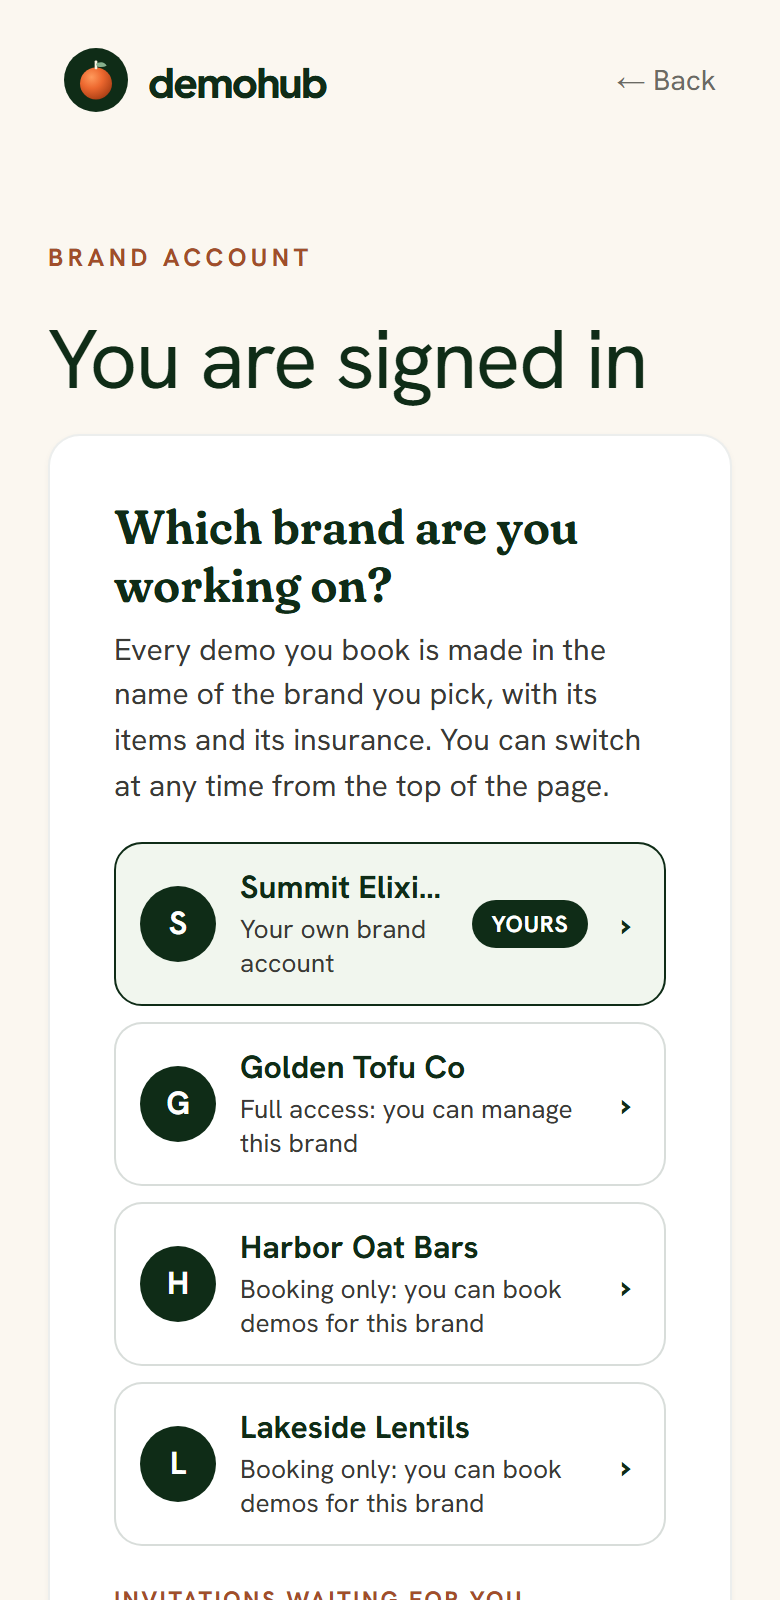 demohub
← Back
BRAND ACCOUNT
You are signed in
Which brand are you
working on?
Every demo you book is made in the
name of the brand you pick, with its
items and its insurance. You can switch
at any time from the top of the page.
S
Summit Elixi...
Your own brand
account
YOURS
›
G
Golden Tofu Co
Full access: you can manage
this brand
›
H
Harbor Oat Bars
Booking only: you can book
demos for this brand
›
L
Lakeside Lentils
Booking only: you can book
demos for this brand
›
INVITATIONS WAITING FOR YOU